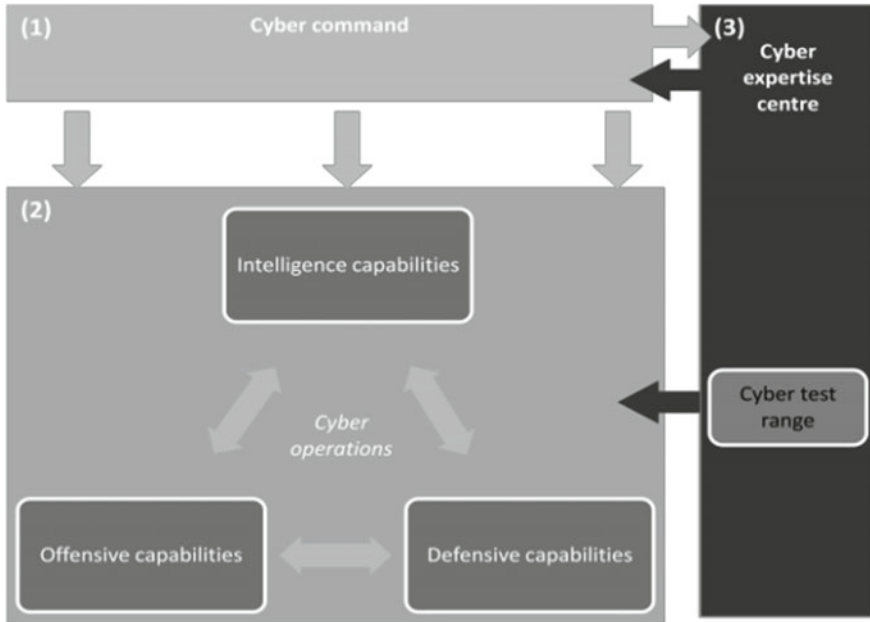 (1)
Cyber command
(3)
Cyber
expertise
centre
(2)
Intelligence capabilities
Cyber
operations
Cyber test
range
Offensive capabilities
Defensive capabilities